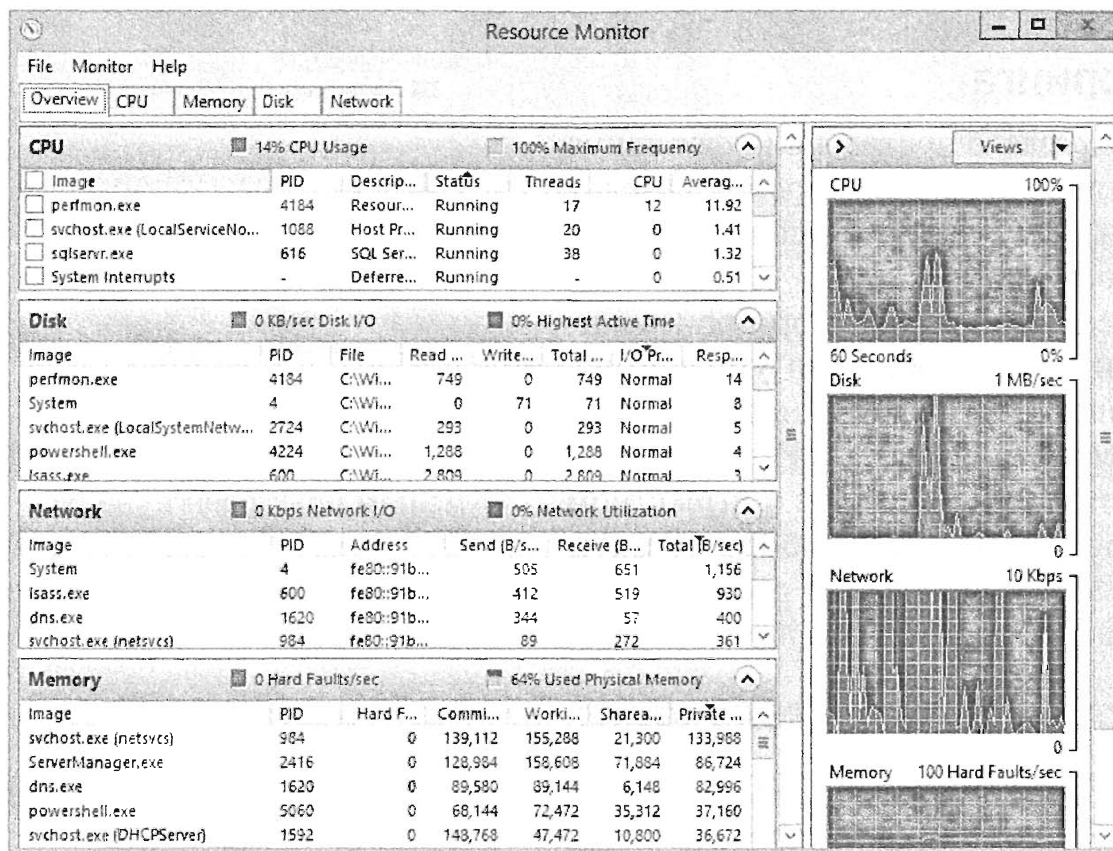 Resource Monitor
File Monitor Help
Overview CPU Memory Disk Network
CPU 14% CPU Usage 100% Maximum Frequency
Image PID Descrip... Status Threads CPU Averag...
perfmon.exe 4184 Resour... Running 17 12 11.92
svchost.exe (LocalServiceNo... 1088 Host Pr... Running 20 0 1.41
sqlservr.exe 616 SQL Ser... Running 38 0 1.32
System Interrupts - Deferre... Running - 0 0.51
Disk 0 KB/sec Disk I/O 0% Highest Active Time
Image PID File Read ... Write... Total ... I/O Pr... Resp...
perfmon.exe 4184 C:\Wi... 749 0 749 Normal 14
System 4 C:\Wi... 0 71 71 Normal 8
svchost.exe (LocalSystemNetw... 2724 C:\Wi... 293 0 293 Normal 5
powershell.exe 4224 C:\Wi... 1,288 0 1,288 Normal 4
lsass.exe 600 C:\Wi... 2,809 0 2,809 Normal 3
Network 0 Kbps Network I/O 0% Network Utilization
Image PID Address Send (B/s... Receive (B... Total (B/sec)
System 4 fe80::91b... 505 651 1,156
lsass.exe 600 fe80::91b... 412 519 930
dns.exe 1620 fe80::91b... 344 57 400
svchost.exe (netsvcs) 984 fe80::91b... 89 272 361
Memory 0 Hard Faults/sec 64% Used Physical Memory
Image PID Hard F... Commi... Worki... Sharea... Private ...
svchost.exe (netsvcs) 984 0 139,112 155,288 21,300 133,988
ServerManager.exe 2416 0 128,984 158,608 71,884 86,724
dns.exe 1620 0 89,580 89,144 6,148 82,996
powershell.exe 5060 0 68,144 72,472 35,312 37,160
svchost.exe (DHCPServer) 1592 0 148,768 47,472 10,800 36,672
Views
CPU 100%
60 Seconds 0%
Disk 1 MB/sec
0
Network 10 Kbps
0
Memory 100 Hard Faults/sec